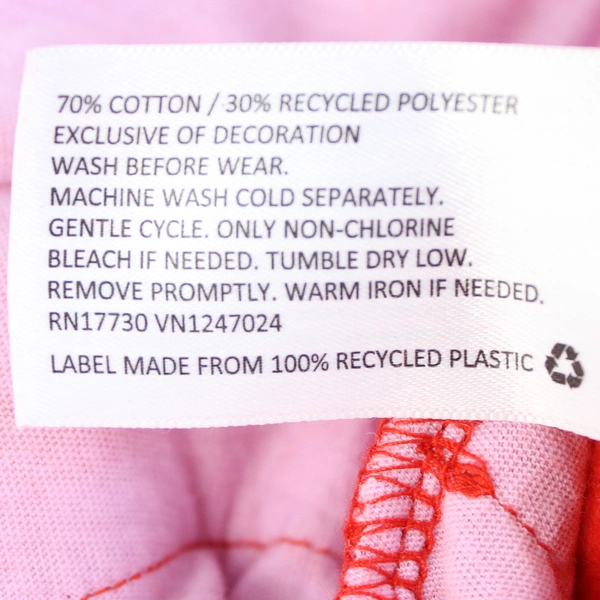 70% COTTON / 30% RECYCLED POLYESTER
EXCLUSIVE OF DECORATION
WASH BEFORE WEAR.
MACHINE WASH COLD SEPARATELY.
GENTLE CYCLE. ONLY NON-CHLORINE
BLEACH IF NEEDED. TUMBLE DRY LOW.
REMOVE PROMPTLY. WARM IRON IF NEEDED.
RN17730 VN1247024
LABEL MADE FROM 100% RECYCLED PLASTIC